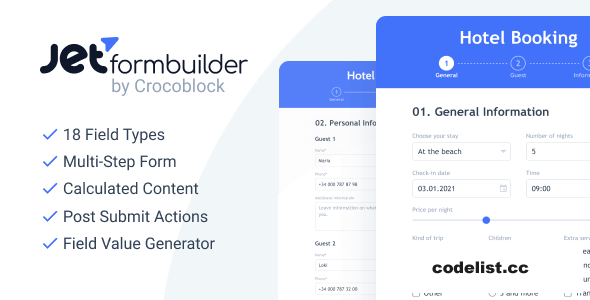 Jetformbuilder
by Crocoblock
18 Field Types
Multi-Step Form
Calculated Content
Post Submit Actions
Field Value Generator
Hotel
1
General
02. Personal Info
Guest 1
Name*
Noria
Phone*
+34 000 787 87 98
Additional information
Leave information on what
you.
Guest 2
Name*
Loki
Phone*
+34 000 787 32 00
Hotel Booking
1
2
3
General
Guest
Inform
01. General Information
Choose your stay
Number of nights
At the beach
5
Check-in date
Time
03.01.2021
09:00
Price per night
Kind of trip
Children
Extra serv
codelist.cc
Other
3 and more
Tran